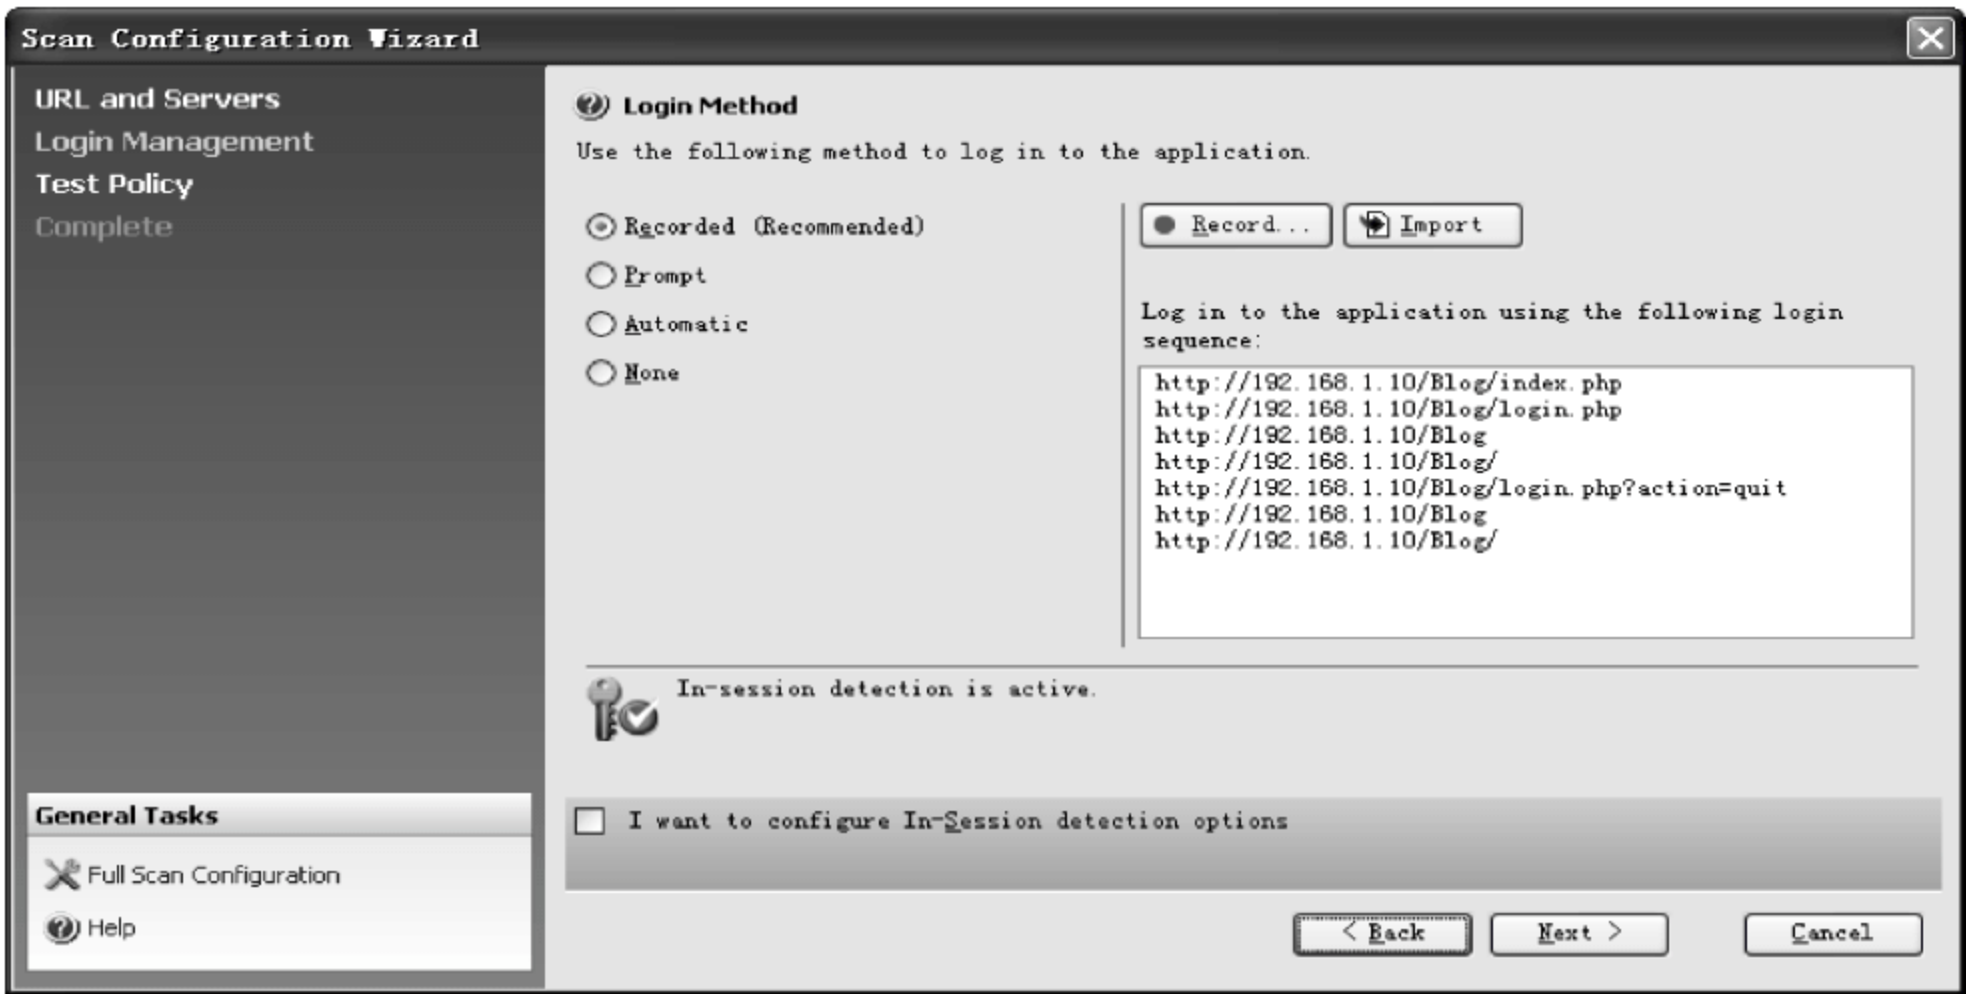 Scan Configuration Wizard
URL and Servers
Login Management
Test Policy
Complete
Login Method
Use the following method to log in to the application.
Recorded (Recommended)
Prompt
Automatic
None
Record...
Import
Log in to the application using the following login
sequence:
http://192.168.1.10/Blog/index.php
http://192.168.1.10/Blog/login.php
http://192.168.1.10/Blog
http://192.168.1.10/Blog/
http://192.168.1.10/Blog/login.php?action=quit
http://192.168.1.10/Blog
http://192.168.1.10/Blog/
In-session detection is active.
I want to configure In-Session detection options
General Tasks
Full Scan Configuration
Help
< Back
Next >
Cancel